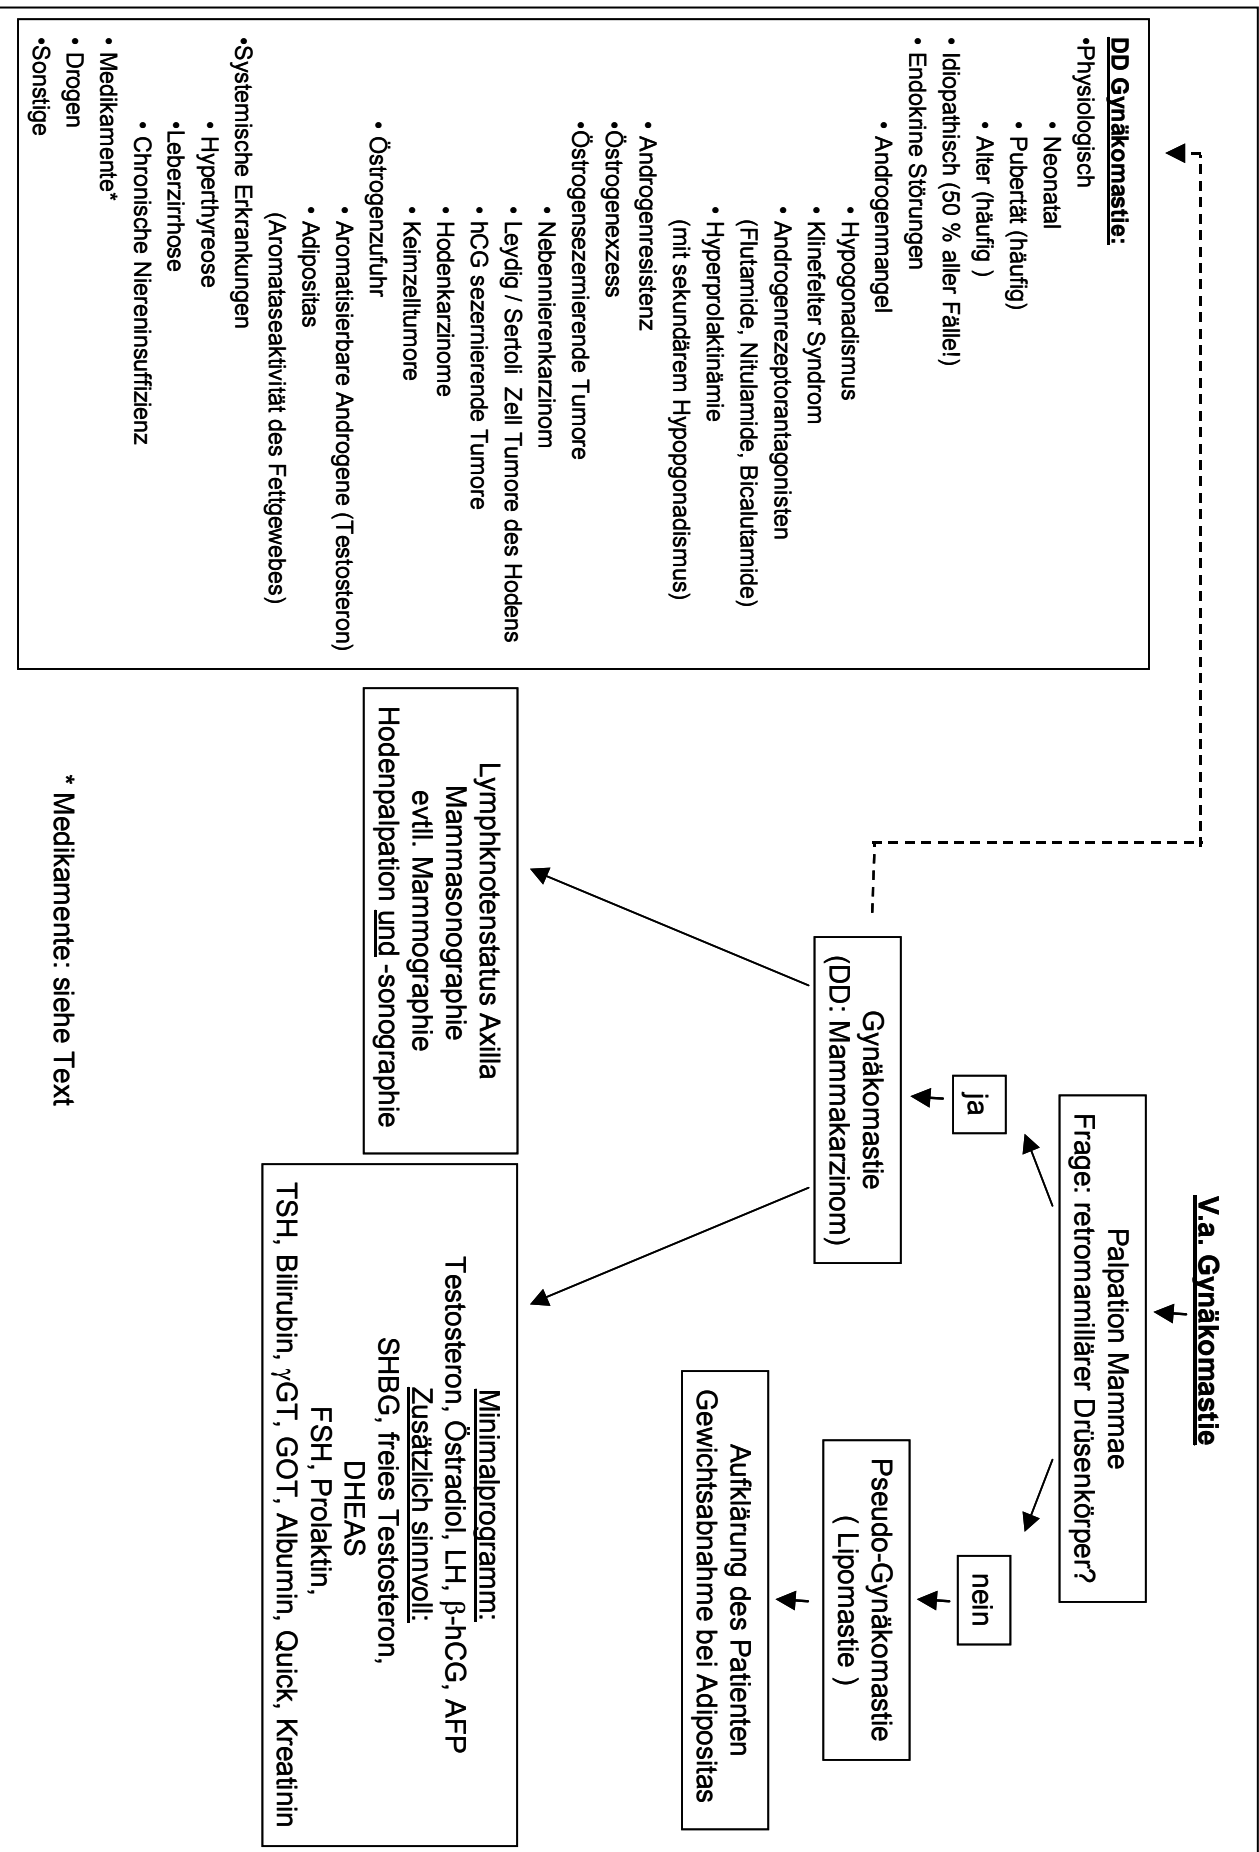 V.a. Gynäkomastie
Palpation Mammae
Frage: retromamillärer Drüsenkörper?
ja
nein
Gynäkomastie
(DD: Mammakarzinom)
Pseudo-Gynäkomastie
( Lipomastie )
Aufklärung des Patienten
Gewichtsabnahme bei Adipositas
Lymphknotenstatus Axilla
Mammasonographie
evtll. Mammographie
Hodenpalpation und -sonographie
Minimalprogramm:
Testosteron, Östradiol, LH, β-hCG, AFP
Zusätzlich sinnvoll:
SHBG, freies Testosteron,
DHEAS
FSH, Prolaktin,
TSH, Bilirubin, γGT, GOT, Albumin, Quick, Kreatinin
DD Gynäkomastie:
•Physiologisch
• Neonatal
• Pubertät (häufig)
• Alter (häufig )
• Idiopathisch (50 % aller Fälle!)
• Endokrine Störungen
• Androgenmangel
• Hypogonadismus
• Klinefelter Syndrom
• Androgenrezeptorantagonisten
(Flutamide, Nitulamide, Bicalutamide)
• Hyperprolaktinämie
(mit sekundärem Hypopgonadismus)
•Androgenresistenz
•Östrogenexzess
•Östrogensezernierende Tumore
• Nebennierenkarzinom
• Leydig / Sertoli Zell Tumore des Hodens
• hCG sezernierende Tumore
• Hodenkarzinome
• Keimzelltumore
• Östrogenzufuhr
• Aromatisierbare Androgene (Testosteron)
• Adipositas
(Aromataseaktivität des Fettgewebes)
•Systemische Erkrankungen
• Hyperthyreose
•Leberzirrhose
• Chronische Niereninsuffizienz
• Medikamente*
• Drogen
•Sonstige
* Medikamente: siehe Text